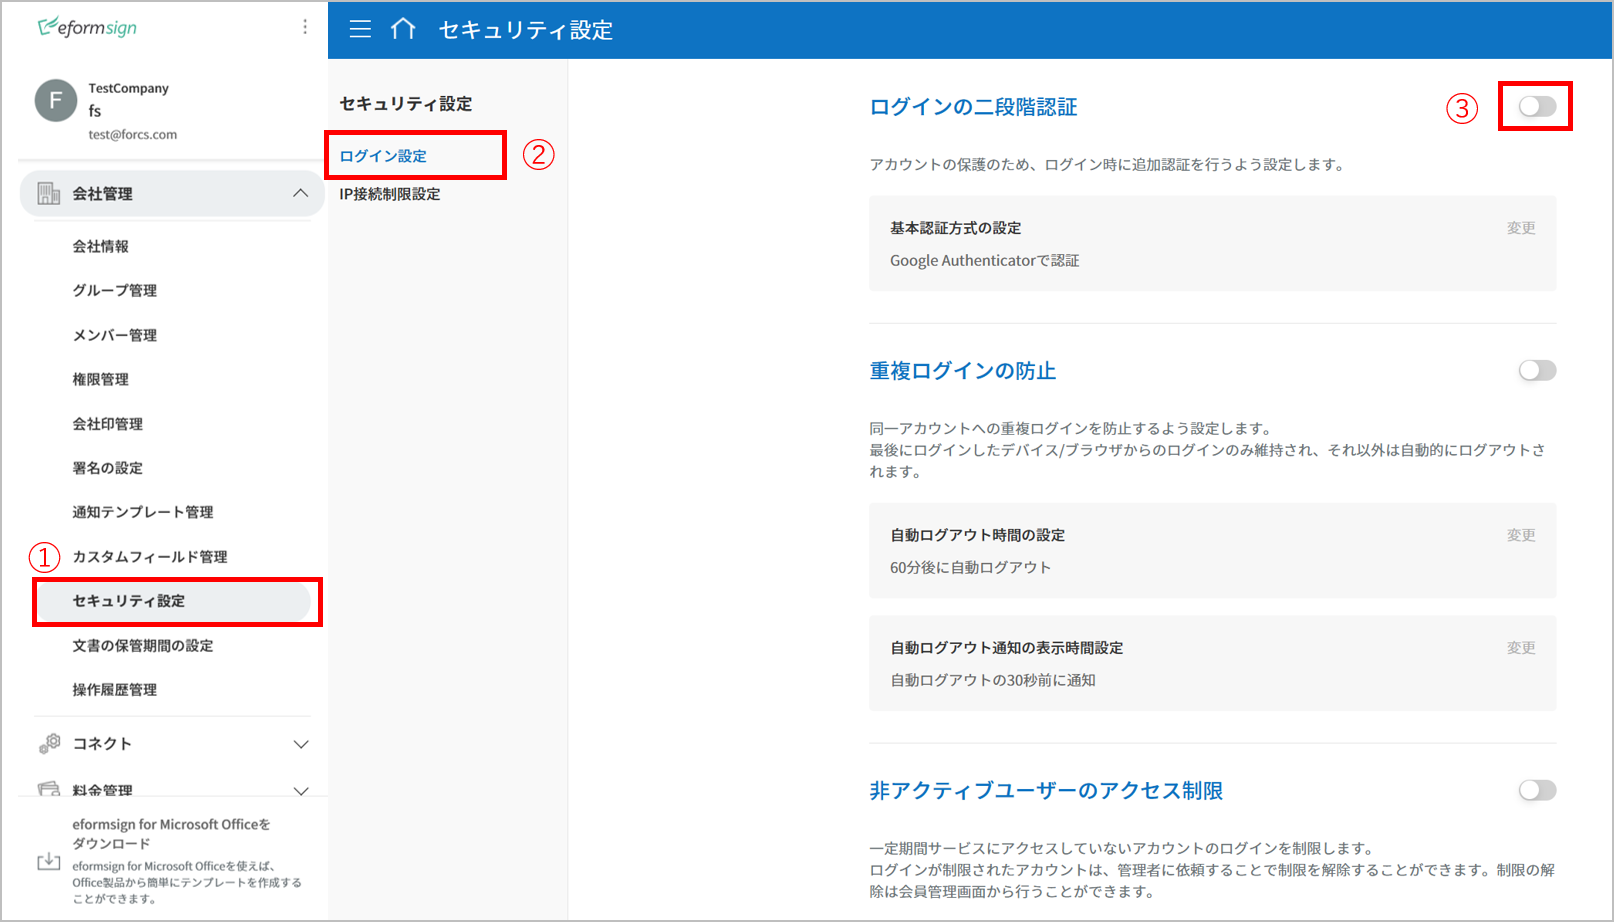 eformsign
F
TestCompany
fs
test@forcs.com
会社管理
会社情報
グループ管理
メンバー管理
権限管理
会社印管理
署名の設定
通知テンプレート管理
① カスタムフィールド管理
セキュリティ設定
文書の保管期間の設定
操作履歴管理
コネクト
料金管理
eformsign for Microsoft Officeを
ダウンロード
eformsign for Microsoft Officeを使えば、
Office製品から簡単にテンプレートを作成する
ことができます。
セキュリティ設定
セキュリティ設定
ログイン設定 ②
IP接続制限設定
ログインの二段階認証 ③
アカウントの保護のため、ログイン時に追加認証を行うよう設定します。
基本認証方式の設定 変更
Google Authenticatorで認証
重複ログインの防止
同一アカウントへの重複ログインを防止するよう設定します。
最後にログインしたデバイス/ブラウザからのログインのみ維持され、それ以外は自動的にログアウトさ
れます。
自動ログアウト時間の設定 変更
60分後に自動ログアウト
自動ログアウト通知の表示時間設定 変更
自動ログアウトの30秒前に通知
非アクティブユーザーのアクセス制限
一定期間サービスにアクセスしていないアカウントのログインを制限します。
ログインが制限されたアカウントは、管理者に依頼することで制限を解除することができます。制限の解
除は会員管理画面から行うことができます。